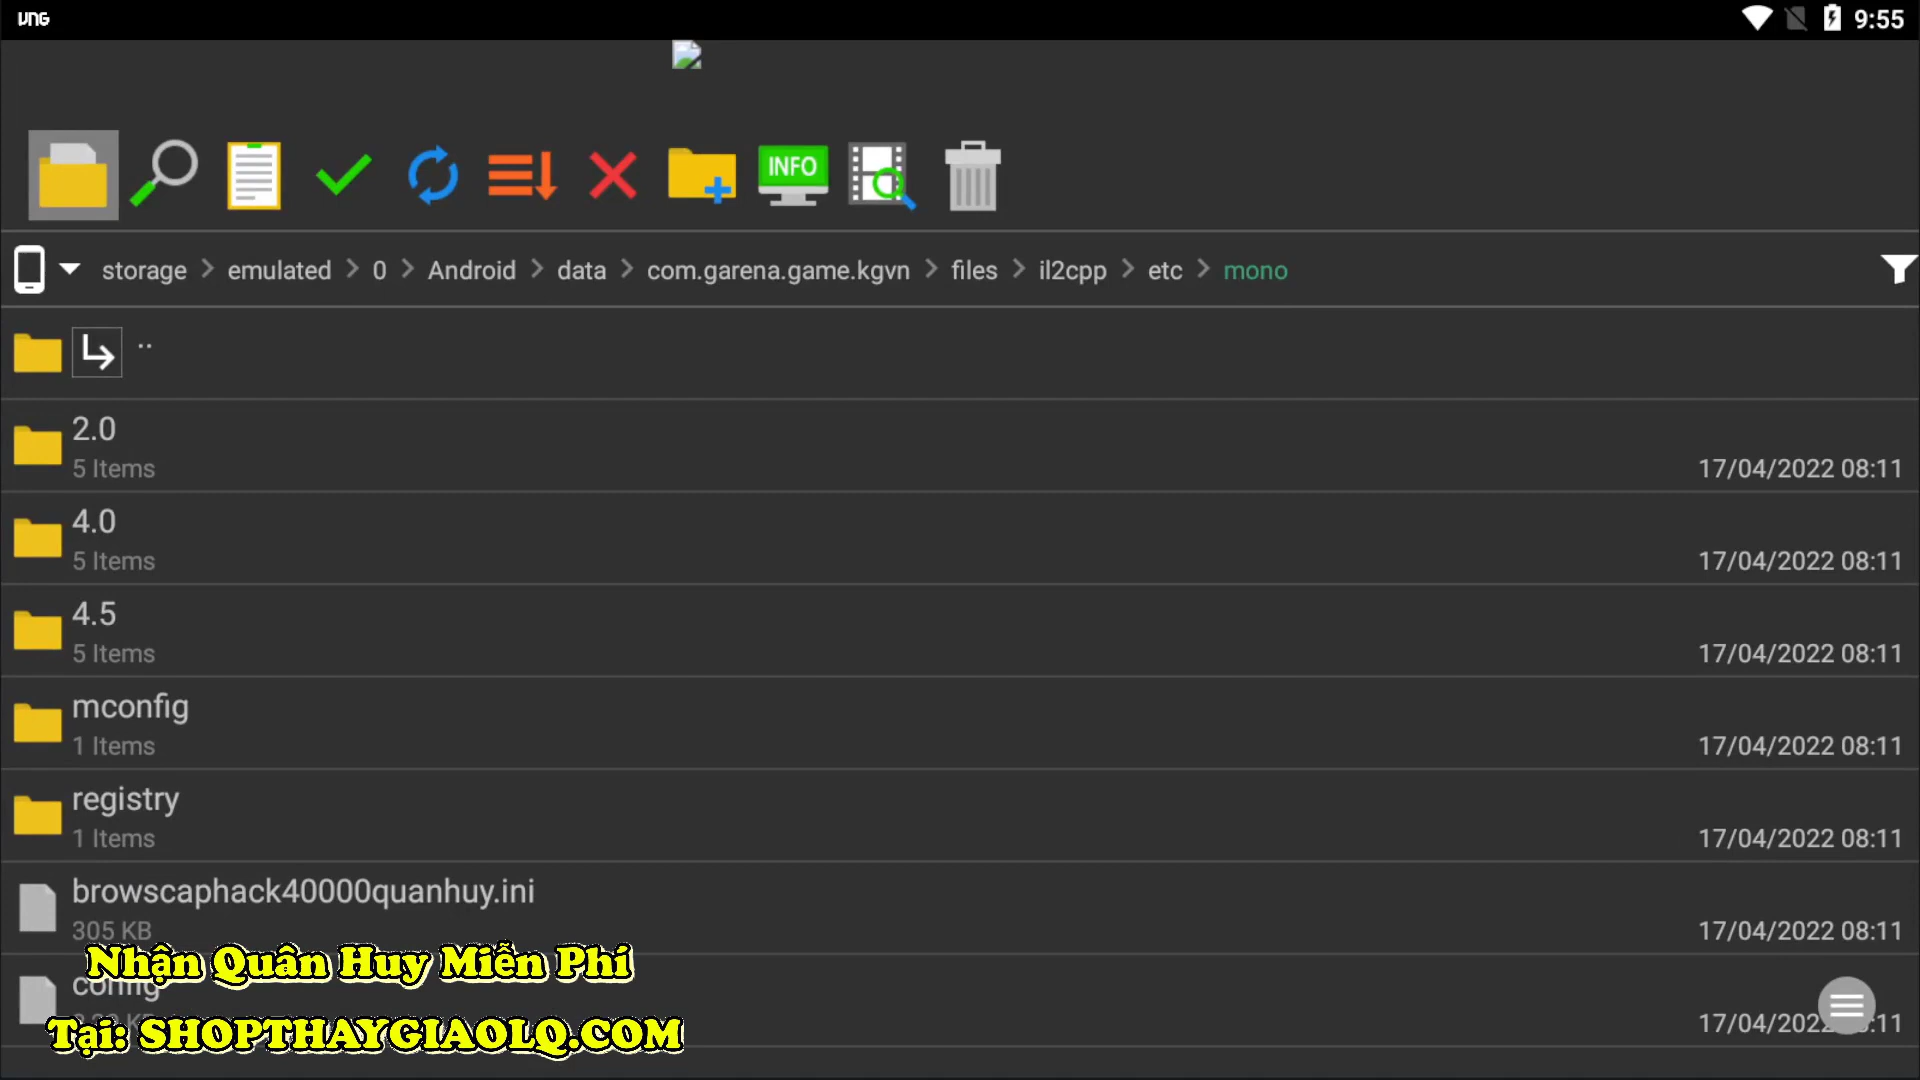 VNG
9:55
INFO
storage > emulated > 0 > Android > data > com.garena.game.kgvn > files > il2cpp > etc > mono
..
2.0
5 Items
17/04/2022 08:11
4.0
5 Items
17/04/2022 08:11
4.5
5 Items
17/04/2022 08:11
mconfig
1 Items
17/04/2022 08:11
registry
1 Items
17/04/2022 08:11
browscaphack40000quanhuy.ini
305 KB
17/04/2022 08:11
Nhận Quân Huy Miễn Phí
config
Tại: SHOPTHAYGIAOLQ.COM